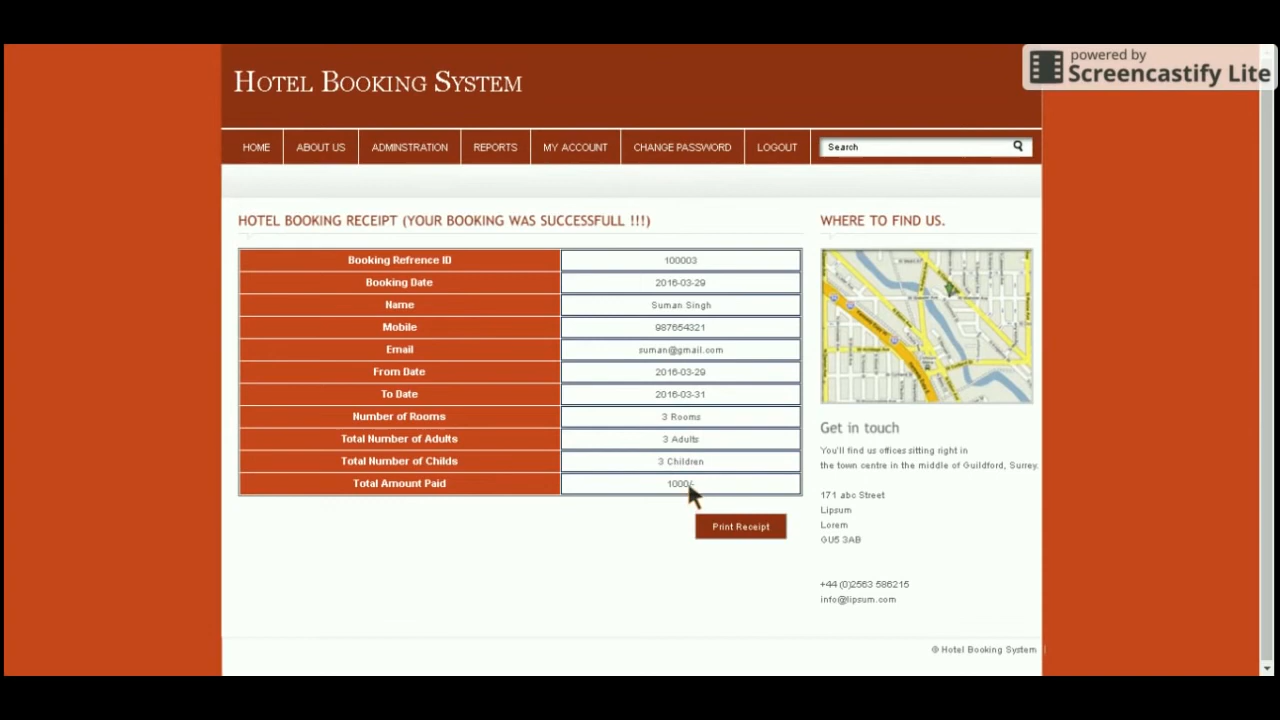 powered by
Screencastify Lite
HOTEL BOOKING SYSTEM
HOME ABOUT US ADMINSTRATION REPORTS MY ACCOUNT CHANGE PASSWORD LOGOUT Search
HOTEL BOOKING RECEIPT (YOUR BOOKING WAS SUCCESSFULL !!!)
Booking Refrence ID 100003
Booking Date 2016-03-29
Name Suman Singh
Mobile 987654321
Email suman@gmail.com
From Date 2016-03-29
To Date 2016-03-31
Number of Rooms 3 Rooms
Total Number of Adults 3 Adults
Total Number of Childs 3 Children
Total Amount Paid 1000/-
Print Receipt
WHERE TO FIND US.
Get in touch
You'll find us offices sitting right in
the town centre in the middle of Guildford, Surrey.
171 abc Street
Lipsum
Lorem
GU5 3AB
+44 (0)2563 586215
info@lipsum.com
© Hotel Booking System |